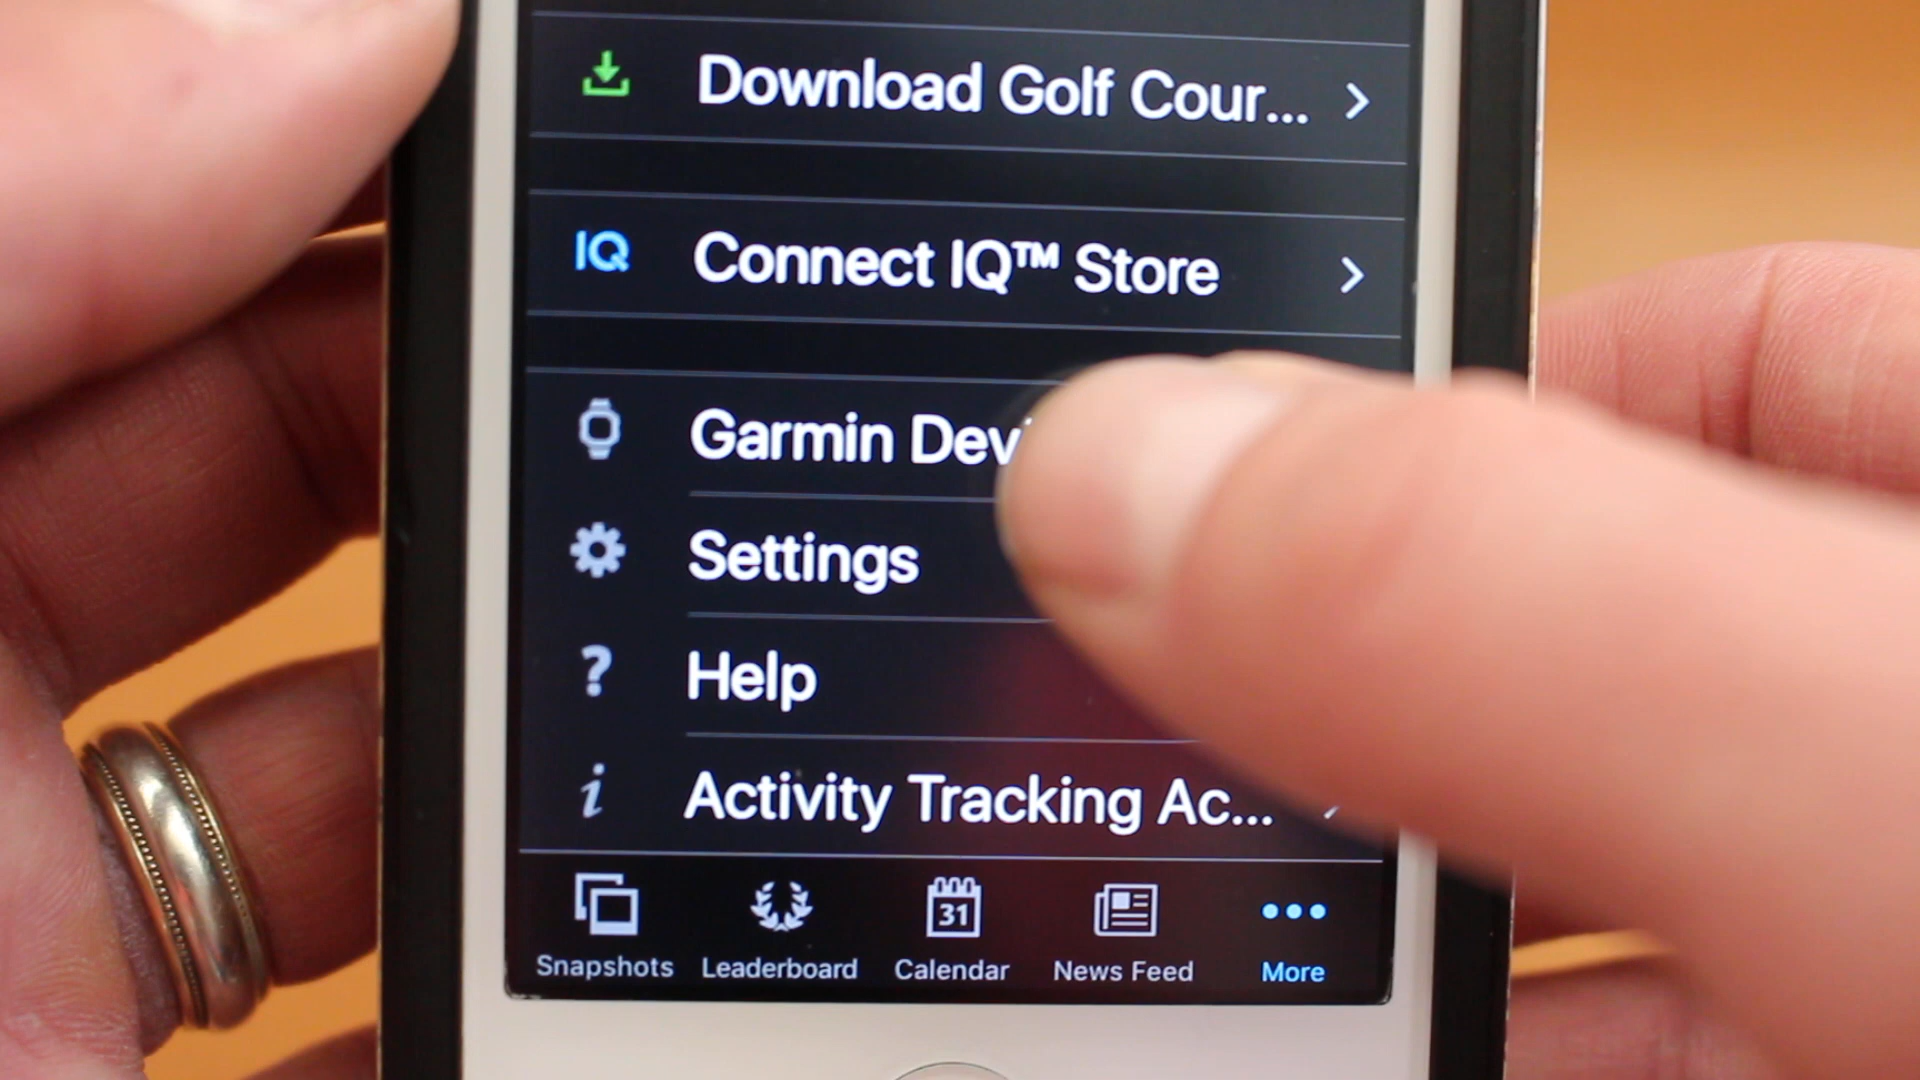 Download Golf Cour...
IQ Connect IQ™ Store
Garmin
Settings
? Help
i Activity Tracking Ac...
31
Snapshots Leaderboard Calendar News Feed More